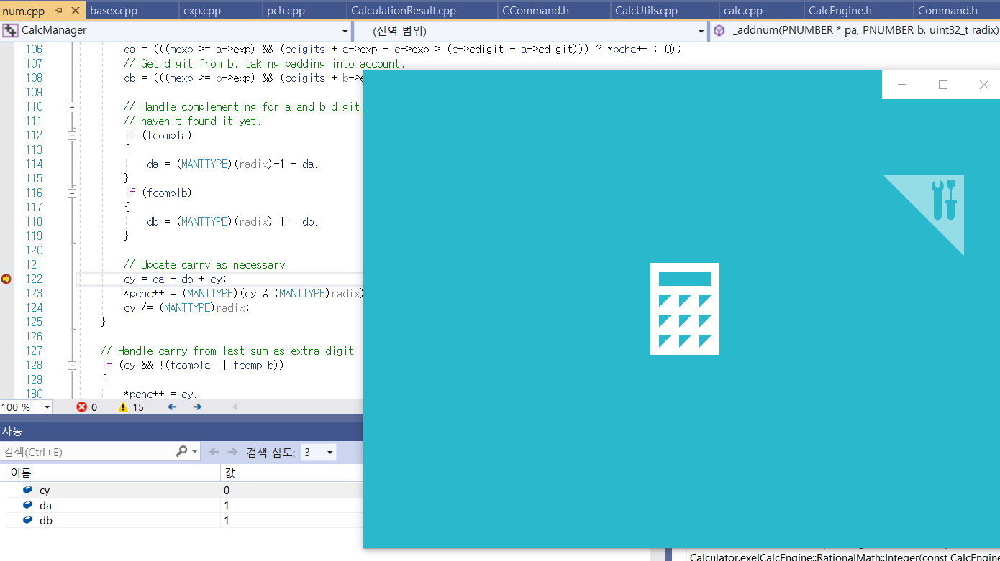 num.cpp basex.cpp exp.cpp pch.cpp CalculationResult.cpp CCommand.h CalcUtils.cpp calc.cpp CalcEngine.h Command.h
CalcManager (전역 범위) _addnum(PNUMBER * pa, PNUMBER b, uint32_t radix)
106 da = (((mexp >= a->exp) && (cdigits + a->exp - c->exp > (c->cdigit - a->cdigit))) ? *pcha++ : 0);
107 // Get digit from b, taking padding into account.
108 db = (((mexp >= b->exp) && (cdigits + b->e
109
110 // Handle complementing for a and b digit.
111 // haven't found it yet.
112 if (fcompla)
113 {
114 da = (MANTTYPE)(radix)-1 - da;
115 }
116 if (fcomplb)
117 {
118 db = (MANTTYPE)(radix)-1 - db;
119 }
120
121 // Update carry as necessary
122 cy = da + db + cy;
123 *pchc++ = (MANTTYPE)(cy % (MANTTYPE)radix)
124 cy /= (MANTTYPE)radix;
125 }
126
127 // Handle carry from last sum as extra digit
128 if (cy && !(fcompla || fcomplb))
129 {
130 *pchc++ = cy;
100 % 0 15
자동
검색(Ctrl+E) 검색 심도: 3
이름 값
cy 0
da 1
db 1
Calculator.exe!CalcEngine::RationalMath::Integer(const CalcEngine